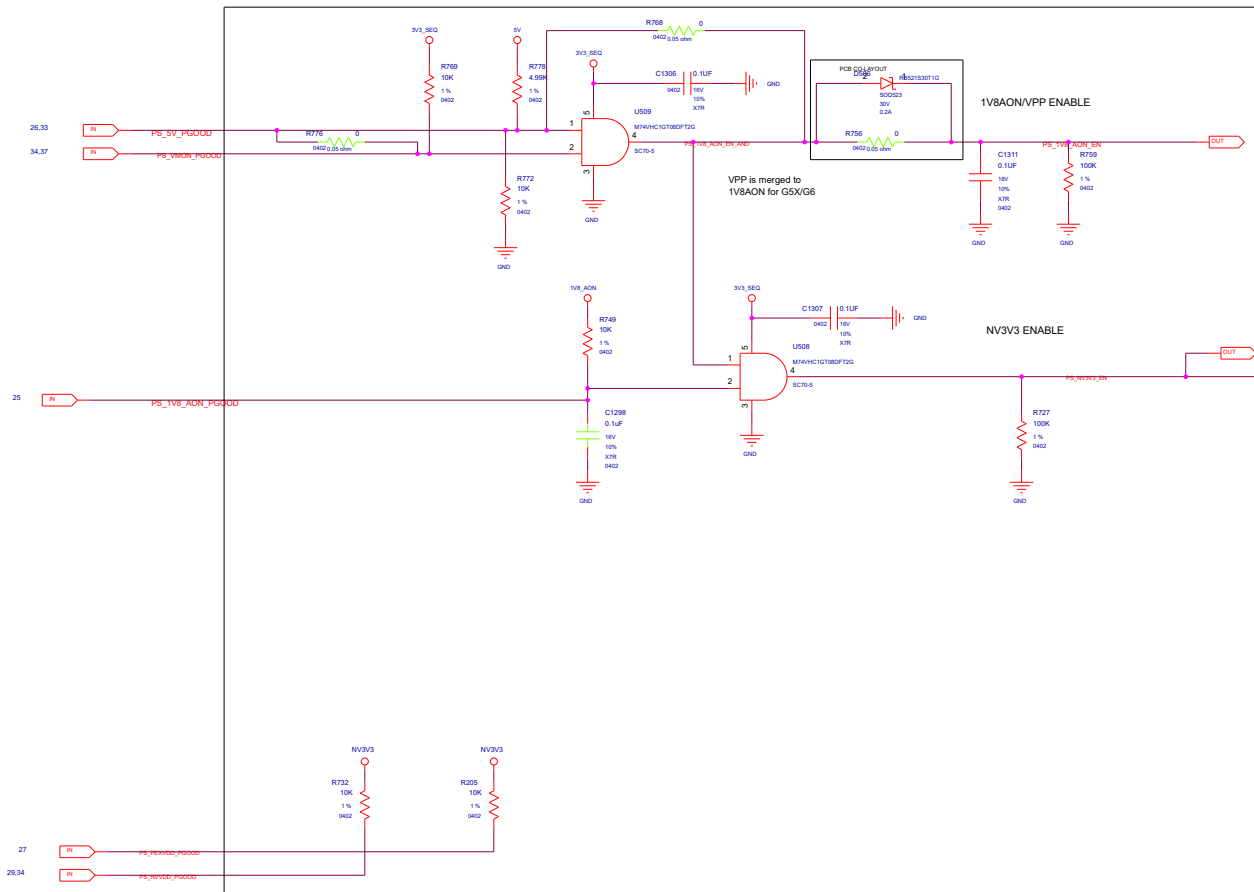 R768
0
0402
0.05 ohm
3V3_SEQ
5V
3V3_SEQ
R769
10K
1 %
0402
R778
4.99K
1 %
0402
C1306
0.1UF
0402
16V
10%
X7R
GND
PCB CO-LAYOUT
2
1
RB521S30T1G
SOD523
30V
0.2A
1V8AON/VPP ENABLE
26,33
IN
PS_5V_PGOOD
34,37
IN
PS_VMON_PGOOD
R776
0
0402
0.05 ohm
5
1
2
3
4
U509
M74VHC1GT08DFT2G
SC70-5
GND
PS_1V8_AON_EN_AND
R756
0
0402
0.05 ohm
PS_1V8_AON_EN
OUT
R772
10K
1 %
0402
GND
VPP is merged to
1V8AON for G5X/G6
C1311
0.1UF
16V
10%
X7R
0402
GND
R759
100K
1 %
0402
GND
1V8_AON
R749
10K
1 %
0402
3V3_SEQ
C1307
0.1UF
0402
16V
10%
X7R
GND
NV3V3 ENABLE
U508
M74VHC1GT08DFT2G
SC70-5
5
1
2
3
4
GND
OUT
PS_NV3V3_EN
25
IN
PS_1V8_AON_PGOOD
C1298
0.1uF
16V
10%
X7R
0402
GND
R727
100K
1 %
0402
GND
NV3V3
NV3V3
R732
10K
1 %
0402
R205
10K
1 %
0402
27
IN
PS_PEXVDD_PGOOD
29,34
IN
PS_NVVDD_PGOOD